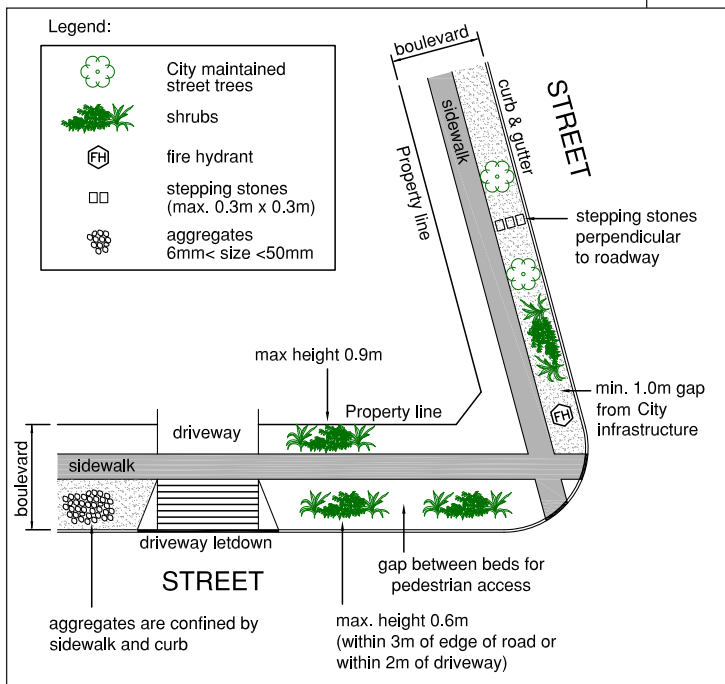 Legend:
City maintained
street trees
shrubs
FH
fire hydrant
stepping stones
(max. 0.3m x 0.3m)
aggregates
6mm< size <50mm
boulevard
sidewalk
curb & gutter
STREET
Property line
stepping stones
perpendicular
to roadway
max height 0.9m
min. 1.0m gap
from City
infrastructure
FH
Property line
driveway
boulevard
sidewalk
driveway letdown
STREET
gap between beds for
pedestrian access
aggregates are confined by
sidewalk and curb
max. height 0.6m
(within 3m of edge of road or
within 2m of driveway)